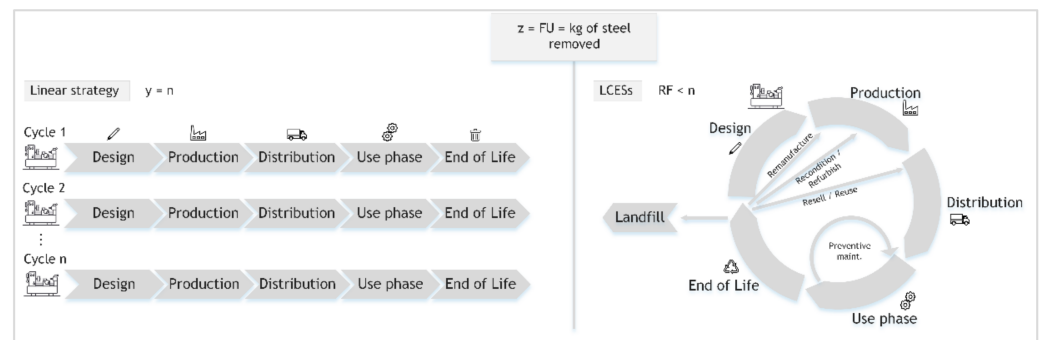 z = FU = kg of steel
removed
Linear strategy y = n
Cycle 1
Design Production Distribution Use phase End of Life
Cycle 2
Design Production Distribution Use phase End of Life
⋮
Cycle n
Design Production Distribution Use phase End of Life
LCESs RF < n
Production
Design
Remanufacture
Recondition /
Refurbish
Resell / Reuse
Distribution
Landfill
Preventive
maint.
End of Life
Use phase